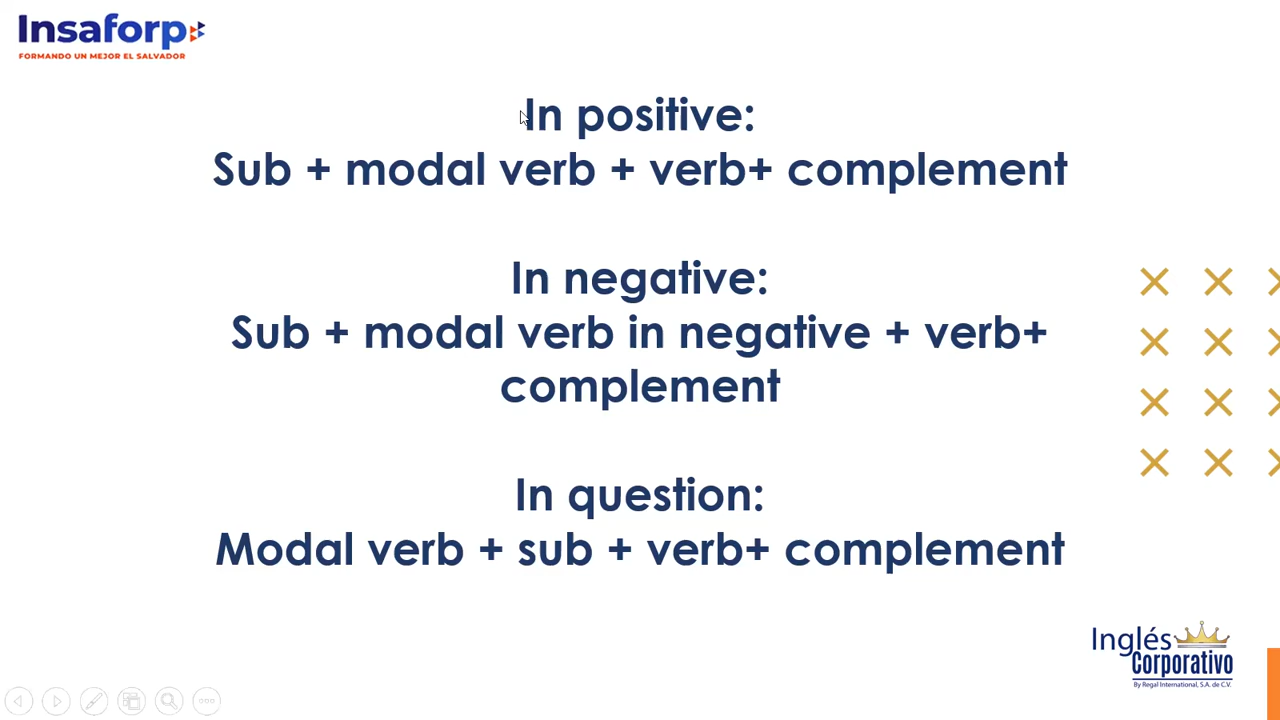 Insaforp
FORMANDO UN MEJOR EL SALVADOR
In positive:
Sub + modal verb + verb+ complement
In negative:
Sub + modal verb in negative + verb+
complement
In question:
Modal verb + sub + verb+ complement
Inglés
Corporativo
By Regal International, S.A. de C.V.